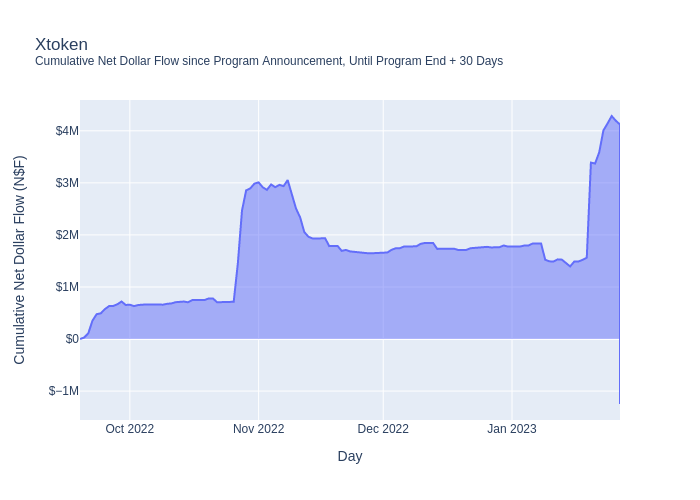 Xtoken
Cumulative Net Dollar Flow since Program Announcement, Until Program End + 30 Days
Cumulative Net Dollar Flow (N$F)
$4M
$3M
$2M
$1M
$0
$−1M
Oct 2022
Nov 2022
Dec 2022
Jan 2023
Day